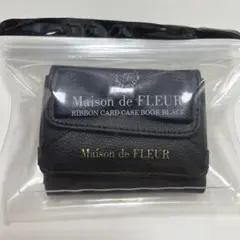 Maison de FLEUR
RIBBON CARD CASE BOOK BLACK
Maison de FLEUR